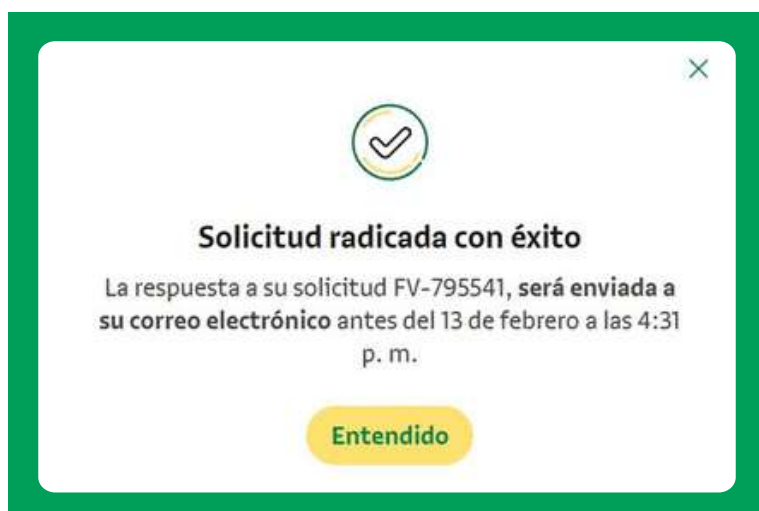 Solicitud radicada con éxito
La respuesta a su solicitud FV-795541, será enviada a
su correo electrónico antes del 13 de febrero a las 4:31
p. m.
Entendido